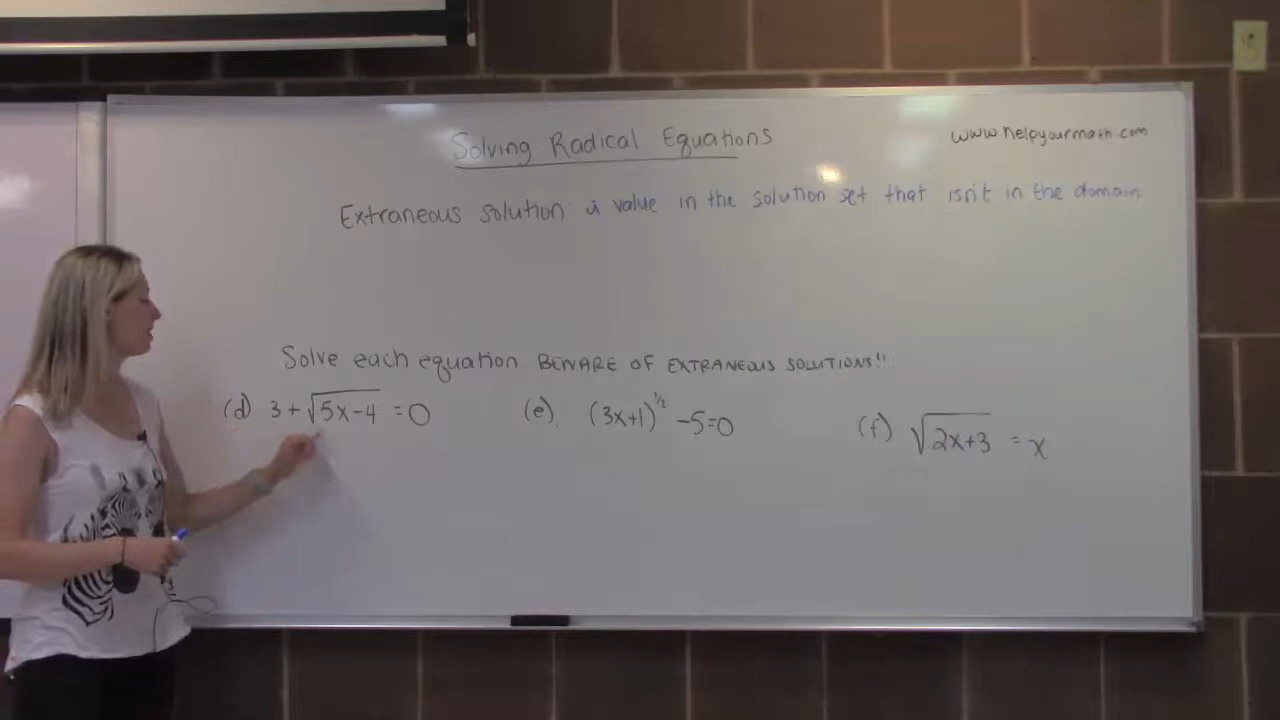 Solving Radical Equations
www.helpyourmath.com
Extraneous solution: a value in the solution set that isn't in the domain
Solve each equation BEWARE OF EXTRANEOUS SOLUTIONS!!
(d) 3 + √5x-4 = 0
(e) (3x+1)^½ -5=0
(f) √2x+3 = x